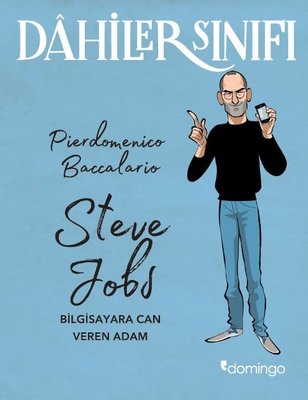 DÂHİLER SINIFI
Pierdomenico
Baccalario
Steve
Jobs
BİLGİSAYARA CAN
VEREN ADAM
domingo